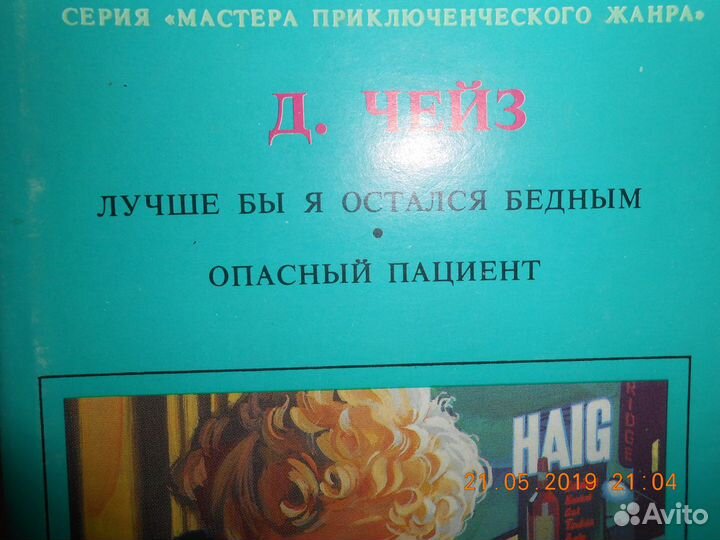 СЕРИЯ «МАСТЕРА ПРИКЛЮЧЕНЧЕСКОГО ЖАНРА»
Д. ЧЕЙЗ
ЛУЧШЕ БЫ Я ОСТАЛСЯ БЕДНЫМ
•
ОПАСНЫЙ ПАЦИЕНТ
HAIG
21.05.2019 21:04
Avito